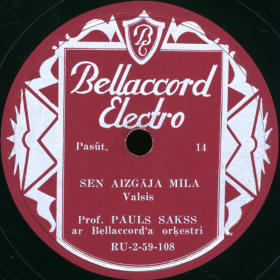 B
Bellaccord
Electro
Pasūt. 14
SEN AIZGĀJA MILA
Valsis
Prof. PAULS SAKSS
ar Bellaccord'a orķestri
RU-2-59-108